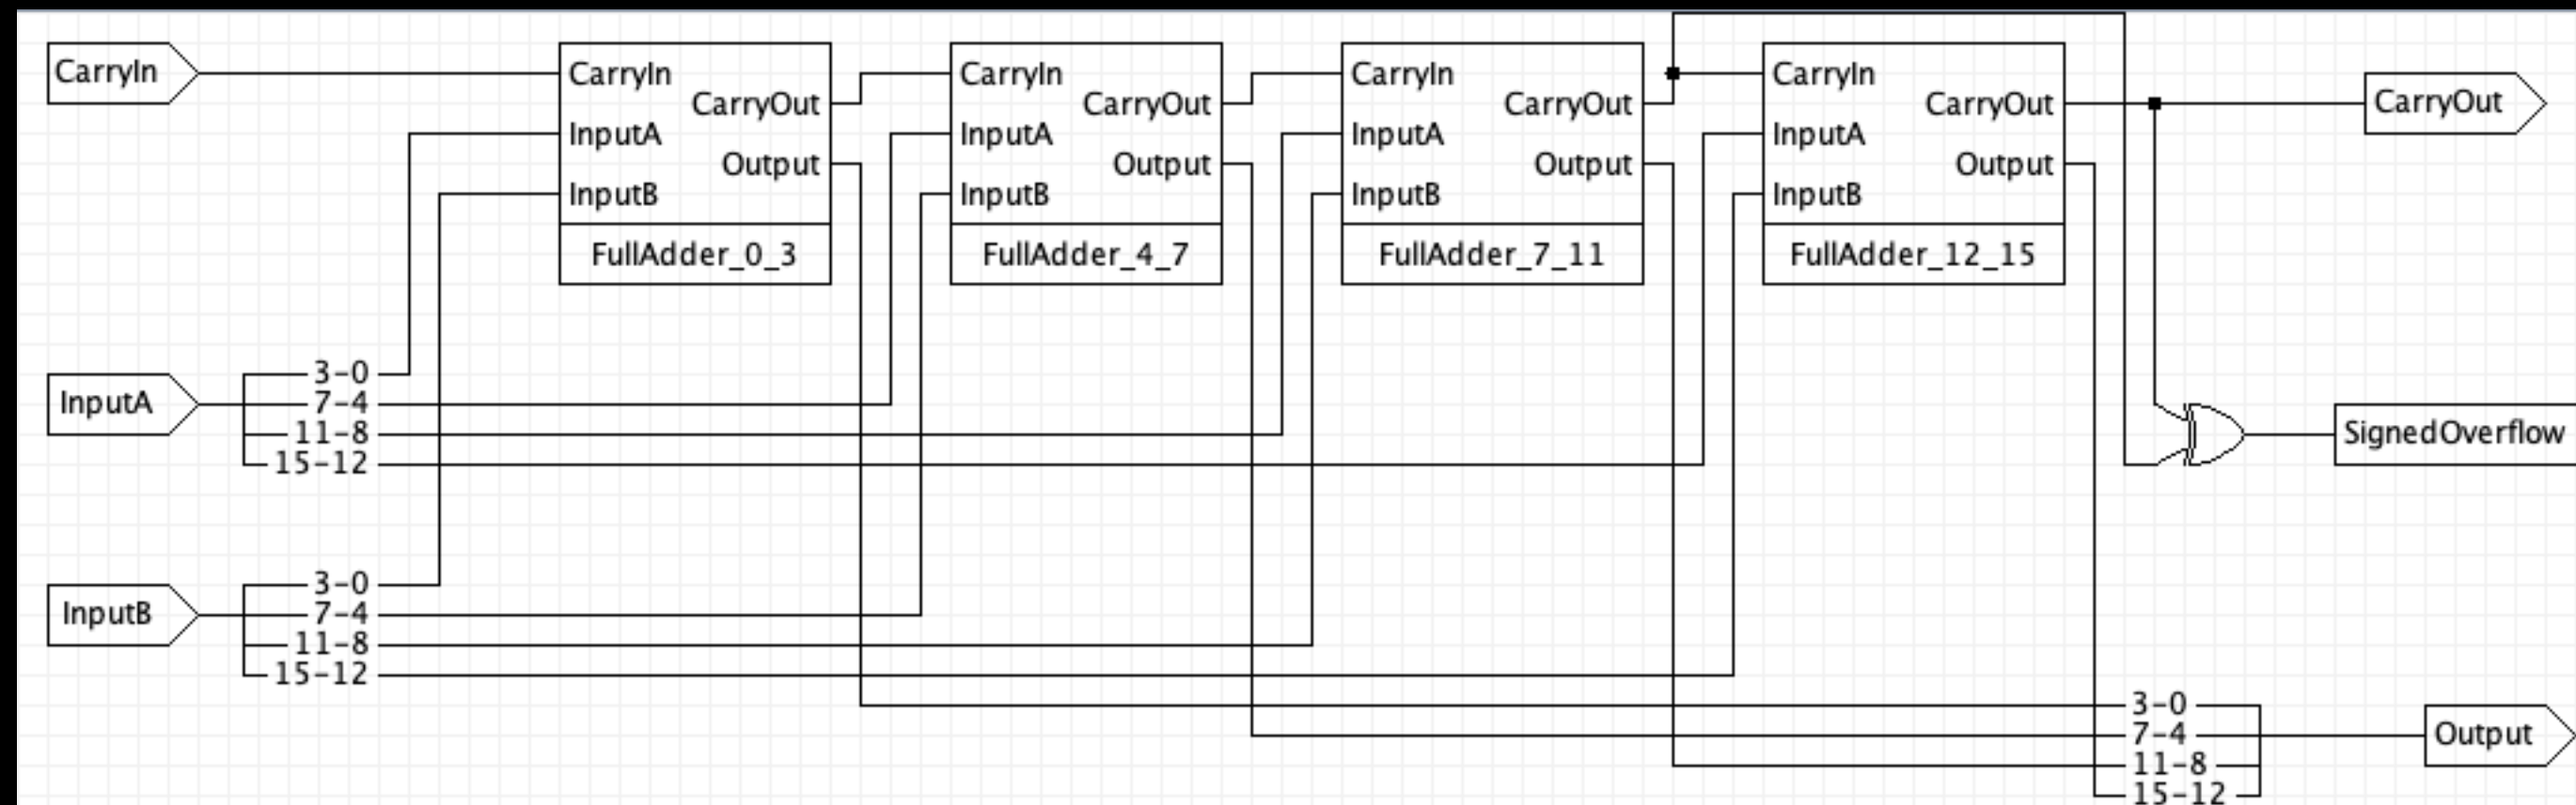 CarryIn
CarryIn
CarryOut
InputA
Output
InputB
FullAdder_0_3
CarryIn
CarryOut
InputA
Output
InputB
FullAdder_4_7
CarryIn
CarryOut
InputA
Output
InputB
FullAdder_7_11
CarryIn
CarryOut
InputA
Output
InputB
FullAdder_12_15
CarryOut
InputA
3-0
7-4
11-8
15-12
SignedOverflow
InputB
3-0
7-4
11-8
15-12
3-0
7-4
11-8
15-12
Output